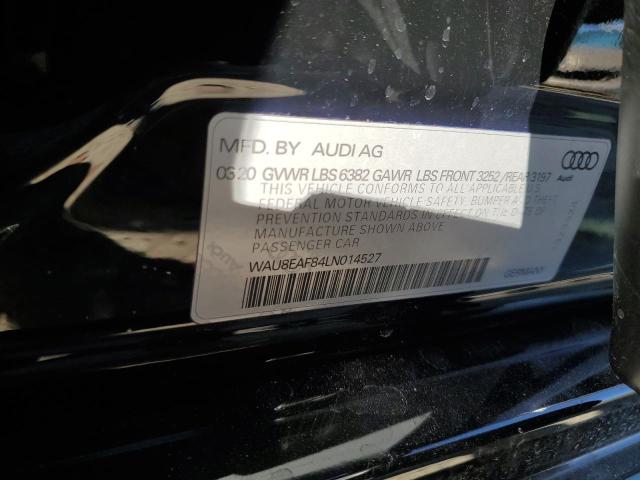 MFD. BY AUDI AG
03.20 GVWR LBS 6382 GAWR LBS FRONT 3252 / REAR 3197
THIS VEHICLE CONFORMS TO ALL APPLICABLE U.S.
FEDERAL MOTOR VEHICLE SAFETY, BUMPER AND THEFT
PREVENTION STANDARDS IN EFFECT ON THE DATE OF
MANUFACTURE SHOWN ABOVE
PASSENGER CAR
WAU8EAF84LN014527
Audi
GERMANY
Audi